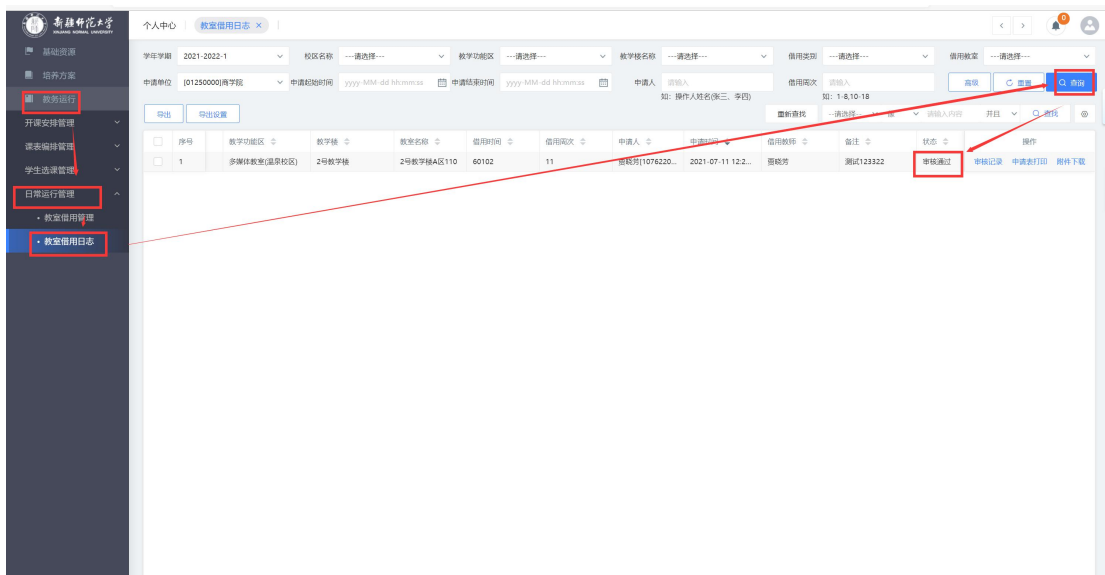 新疆师范大学
XINJIANG NORMAL UNIVERSITY
个人中心 教室借用日志 ×
0
基础资源
培养方案
教务运行
开课安排管理
课表编排管理
学生选课管理
日常运行管理
• 教室借用管理
• 教室借用日志
学年学期 2021-2022-1 校区名称 ---请选择--- 教学功能区 ---请选择--- 教学楼名称 ---请选择--- 借用类别 ---请选择--- 借用教室 ---请选择---
申请单位 [01250000]商学院 申请起始时间 yyyy-MM-dd hh:mm:ss 申请结束时间 yyyy-MM-dd hh:mm:ss 申请人 请输入 借用周次 请输入 高级 重置 查询
如：操作人姓名(张三、李四) 如：1-8,10-18
导出 导出设置 重新查找 --请选择 请输入内容 并且 查找
序号 教学功能区 教学楼 教室名称 借用时间 借用周次 申请人 申请时间 借用教师 备注 状态 操作
1 多媒体教室(温泉校区) 2号教学楼 2号教学楼A区110 60102 11 [1076220... 2021-07-11 12:2... 晓芳 测试123322 审核通过 审核记录 申请表打印 附件下载